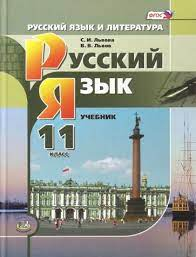 ФГОС
РУССКИЙ ЯЗЫК И ЛИТЕРАТУРА
С. И. Львова
В. В. Львов
РУССКИЙ
ЯЗЫК
УЧЕБНИК
11
КЛАСС